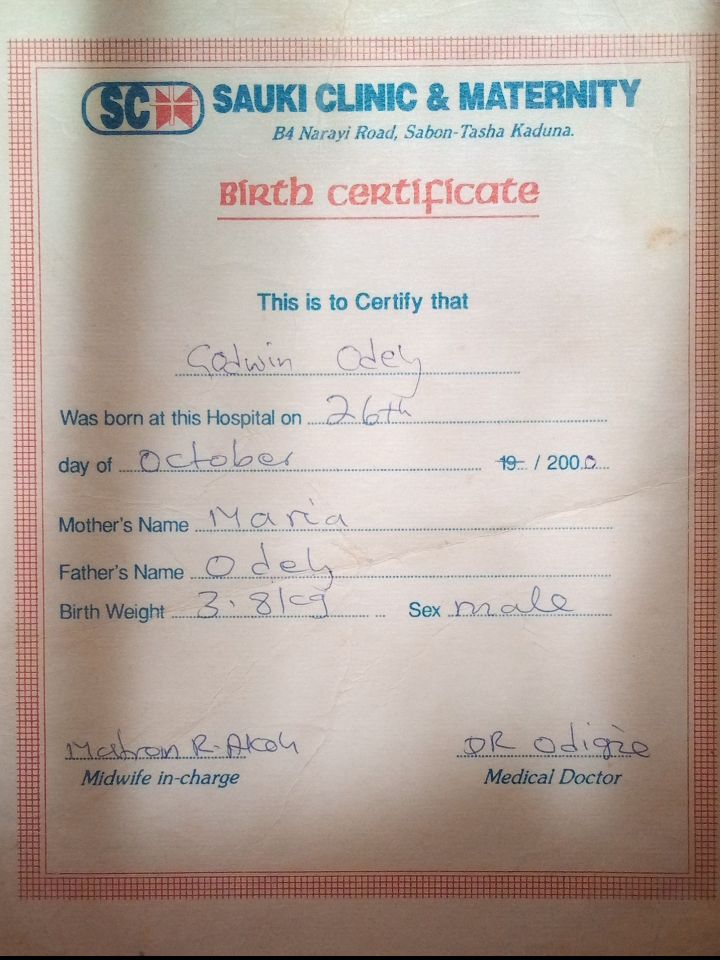 SC SAUKI CLINIC & MATERNITY
B4 Narayi Road, Sabon-Tasha Kaduna.
Birth certificate
This is to Certify that
Godwin Odeh
Was born at this Hospital on 26th
day of October 19 / 2000
Mother's Name Maria
Father's Name Odeh
Birth Weight 3.8kg Sex male
Matron R. Akoh DR Odigie
Midwife in-charge Medical Doctor